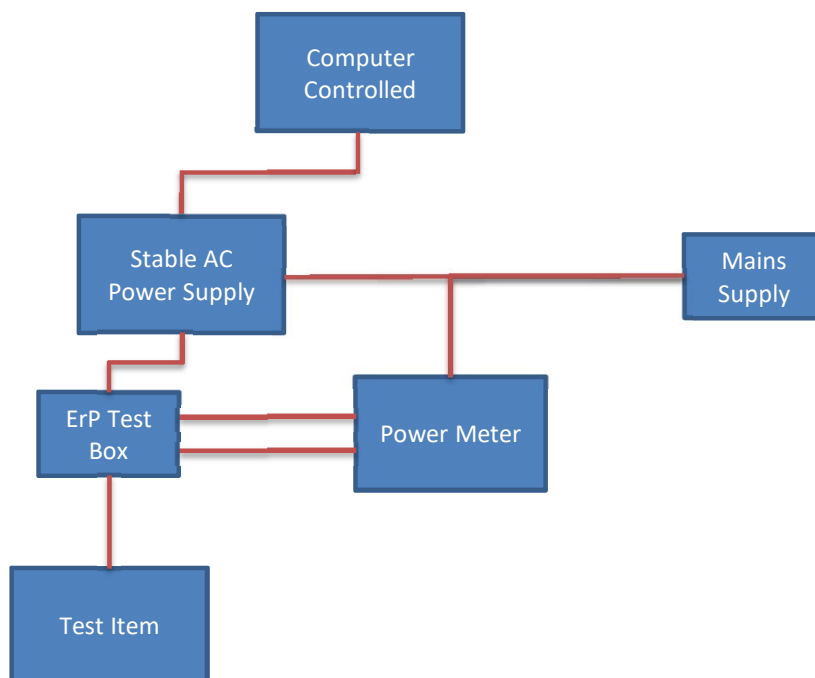 Computer
Controlled
Stable AC
Power Supply
Mains
Supply
ErP Test
Box
Power Meter
Test Item